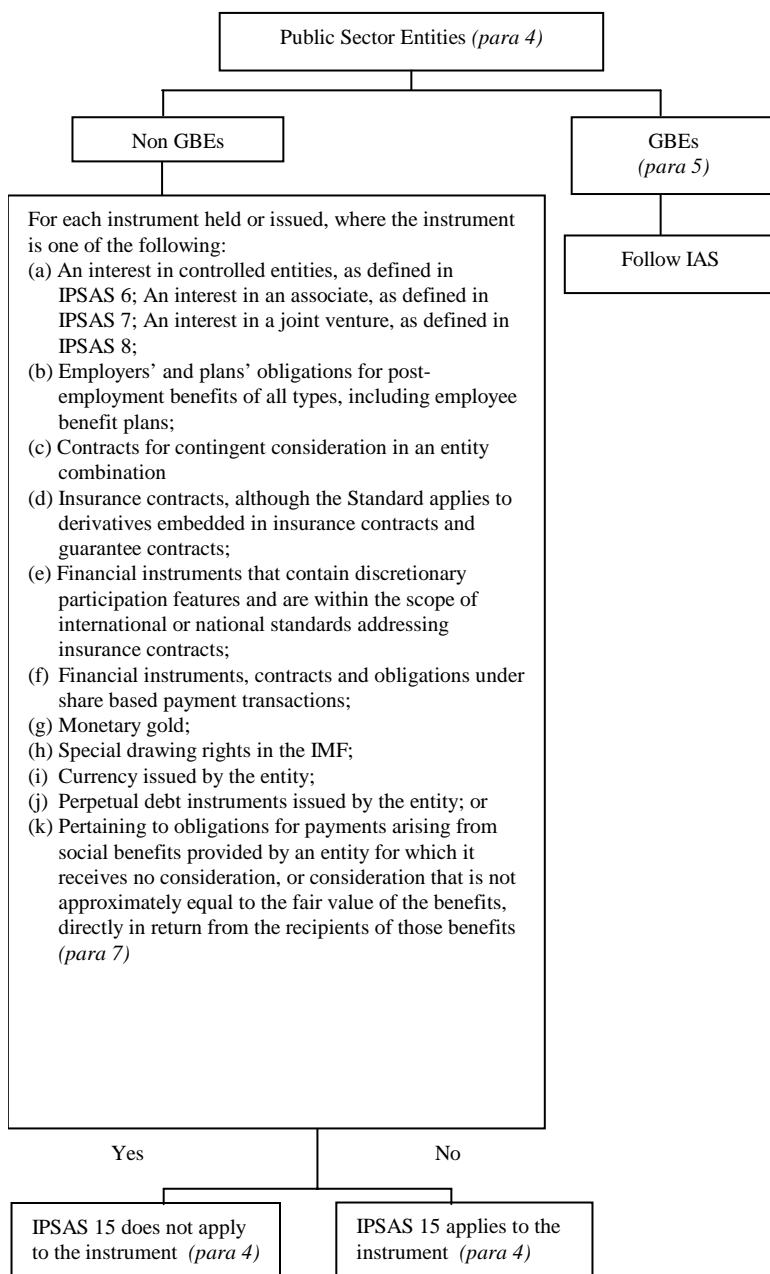 Public Sector Entities (para 4)
Non GBEs
GBEs
(para 5)
Follow IAS
For each instrument held or issued, where the instrument
is one of the following:
(a) An interest in controlled entities, as defined in
IPSAS 6; An interest in an associate, as defined in
IPSAS 7; An interest in a joint venture, as defined in
IPSAS 8;
(b) Employers’ and plans’ obligations for post-
employment benefits of all types, including employee
benefit plans;
(c) Contracts for contingent consideration in an entity
combination
(d) Insurance contracts, although the Standard applies to
derivatives embedded in insurance contracts and
guarantee contracts;
(e) Financial instruments that contain discretionary
participation features and are within the scope of
international or national standards addressing
insurance contracts;
(f) Financial instruments, contracts and obligations under
share based payment transactions;
(g) Monetary gold;
(h) Special drawing rights in the IMF;
(i) Currency issued by the entity;
(j) Perpetual debt instruments issued by the entity; or
(k) Pertaining to obligations for payments arising from
social benefits provided by an entity for which it
receives no consideration, or consideration that is not
approximately equal to the fair value of the benefits,
directly in return from the recipients of those benefits
(para 7)
Yes
No
IPSAS 15 does not apply
to the instrument (para 4)
IPSAS 15 applies to the
instrument (para 4)